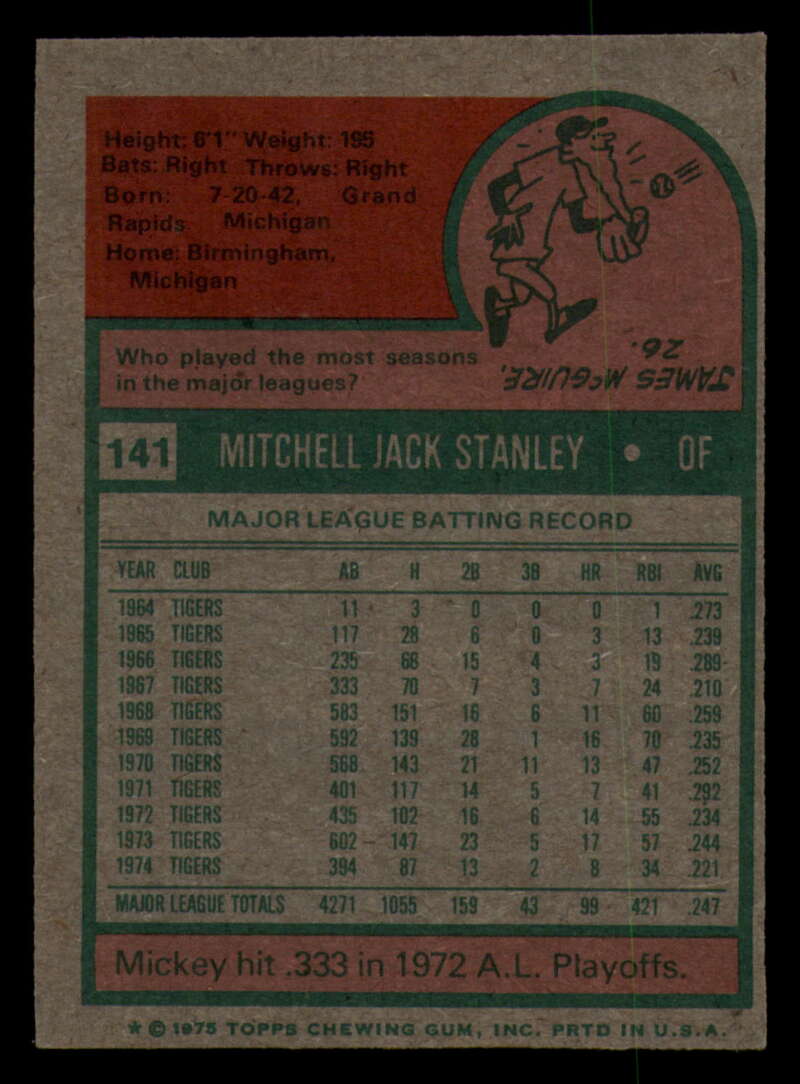 Height: 6'1" Weight: 195
Bats: Right Throws: Right
Born: 7-20-42, Grand
Rapids Michigan
Home: Birmingham,
Michigan
Who played the most seasons
in the major leagues?
JAMES McGUIRE,
26.
141 MITCHELL JACK STANLEY • OF
MAJOR LEAGUE BATTING RECORD
YEAR CLUB AB H 2B 3B HR RBI AVG
1964 TIGERS 11 3 0 0 0 1 .273
1965 TIGERS 117 28 6 0 3 13 .239
1966 TIGERS 235 68 15 4 3 19 .289
1967 TIGERS 333 70 7 3 7 24 .210
1968 TIGERS 583 151 16 6 11 60 .259
1969 TIGERS 592 139 28 1 16 70 .235
1970 TIGERS 568 143 21 11 13 47 .252
1971 TIGERS 401 117 14 5 7 41 .292
1972 TIGERS 435 102 16 6 14 55 .234
1973 TIGERS 602 147 23 5 17 57 .244
1974 TIGERS 394 87 13 2 8 34 .221
MAJOR LEAGUE TOTALS 4271 1055 159 43 99 421 .247
Mickey hit .333 in 1972 A.L. Playoffs.
* © 1975 TOPPS CHEWING GUM, INC. PRTD IN U.S.A.